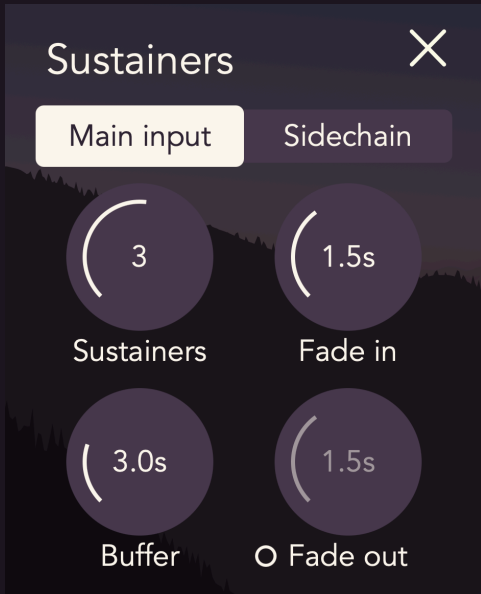 Sustainers
Main input Sidechain
3 1.5s
Sustainers Fade in
3.0s 1.5s
Buffer Fade out